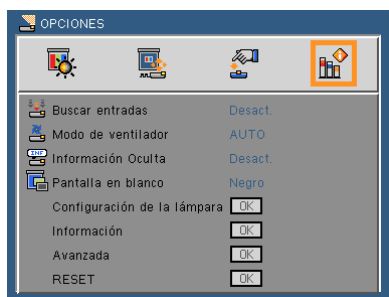 OPCIONES
Buscar entradas Desact.
Modo de ventilador AUTO
INF Información Oculta Desact.
Pantalla en blanco Negro
Configuración de la lámpara OK
Información OK
Avanzada OK
RESET OK